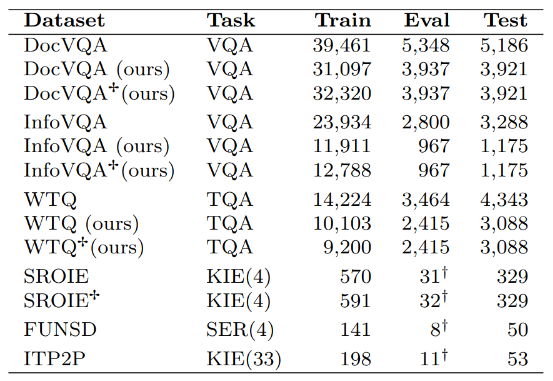 Dataset Task Train Eval Test
DocVQA VQA 39,461 5,348 5,186
DocVQA (ours) VQA 31,097 3,937 3,921
DocVQA✢(ours) VQA 32,320 3,937 3,921
InfoVQA VQA 23,934 2,800 3,288
InfoVQA (ours) VQA 11,911 967 1,175
InfoVQA✢(ours) VQA 12,788 967 1,175
WTQ TQA 14,224 3,464 4,343
WTQ (ours) TQA 10,103 2,415 3,088
WTQ✢(ours) TQA 9,200 2,415 3,088
SROIE KIE(4) 570 31† 329
SROIE✢ KIE(4) 591 32† 329
FUNSD SER(4) 141 8† 50
ITP2P KIE(33) 198 11† 53